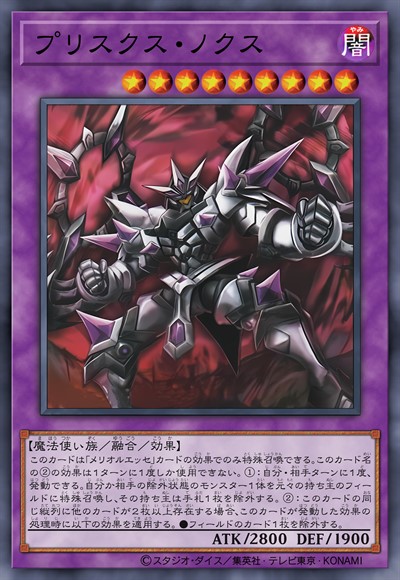 プリスクス・ノクス
闇
やみ
【魔法使い族／融合／効果】
このカードは「メリオルエッセ」カードの効果でのみ特殊召喚できる。このカード名
の②の効果は1ターンに1度しか使用できない。①：自分・相手ターンに1度、
発動できる。自分か相手の除外状態のモンスター1体を元々の持ち主のフィー
ルドに特殊召喚し、その持ち主は手札1枚を除外する。②：このカードの同
じ縦列に他のカードが2枚以上存在する場合、このカードが発動した効果の
処理時に以下の効果を適用する。●フィールドのカード1枚を除外する。
ATK/2800 DEF/1900
©スタジオ・ダイス／集英社・テレビ東京・KONAMI